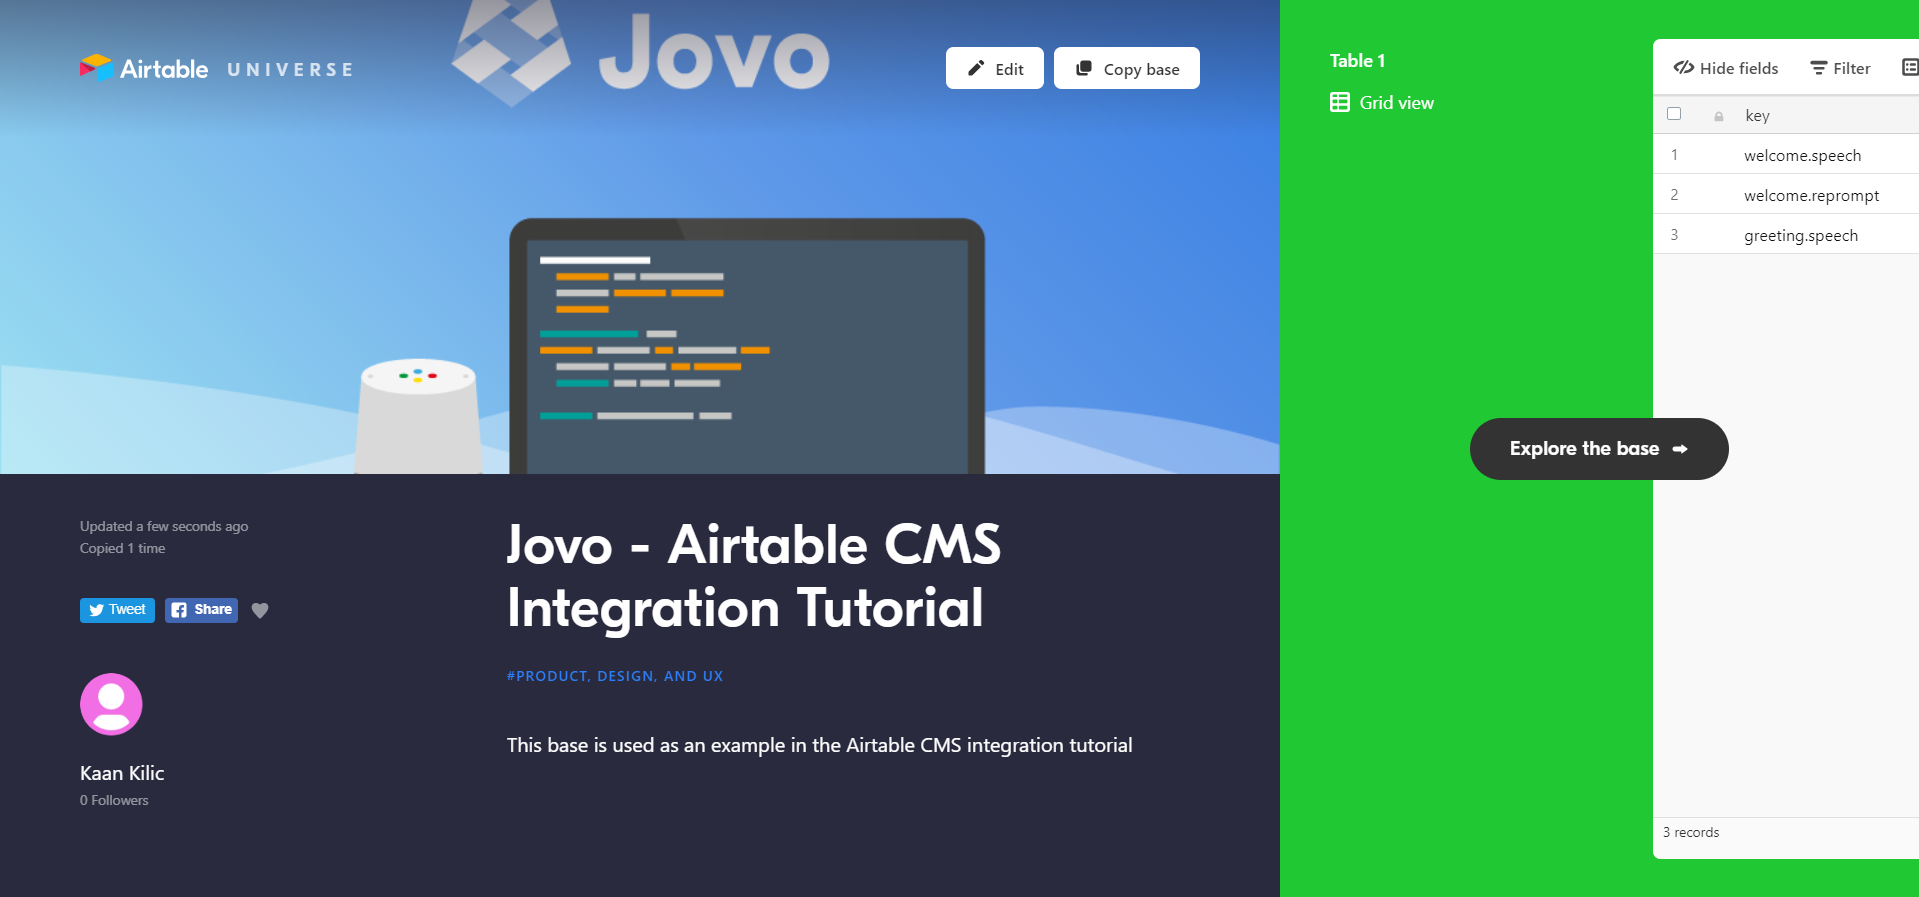 Jovo
Airtable UNIVERSE
Edit
Copy base
Updated a few seconds ago
Copied 1 time
Tweet
Share
Kaan Kilic
0 Followers
Jovo - Airtable CMS
Integration Tutorial
#PRODUCT, DESIGN, AND UX
This base is used as an example in the Airtable CMS integration tutorial
Table 1
Grid view
Hide fields
Filter
key
1 welcome.speech
2 welcome.reprompt
3 greeting.speech
Explore the base
3 records